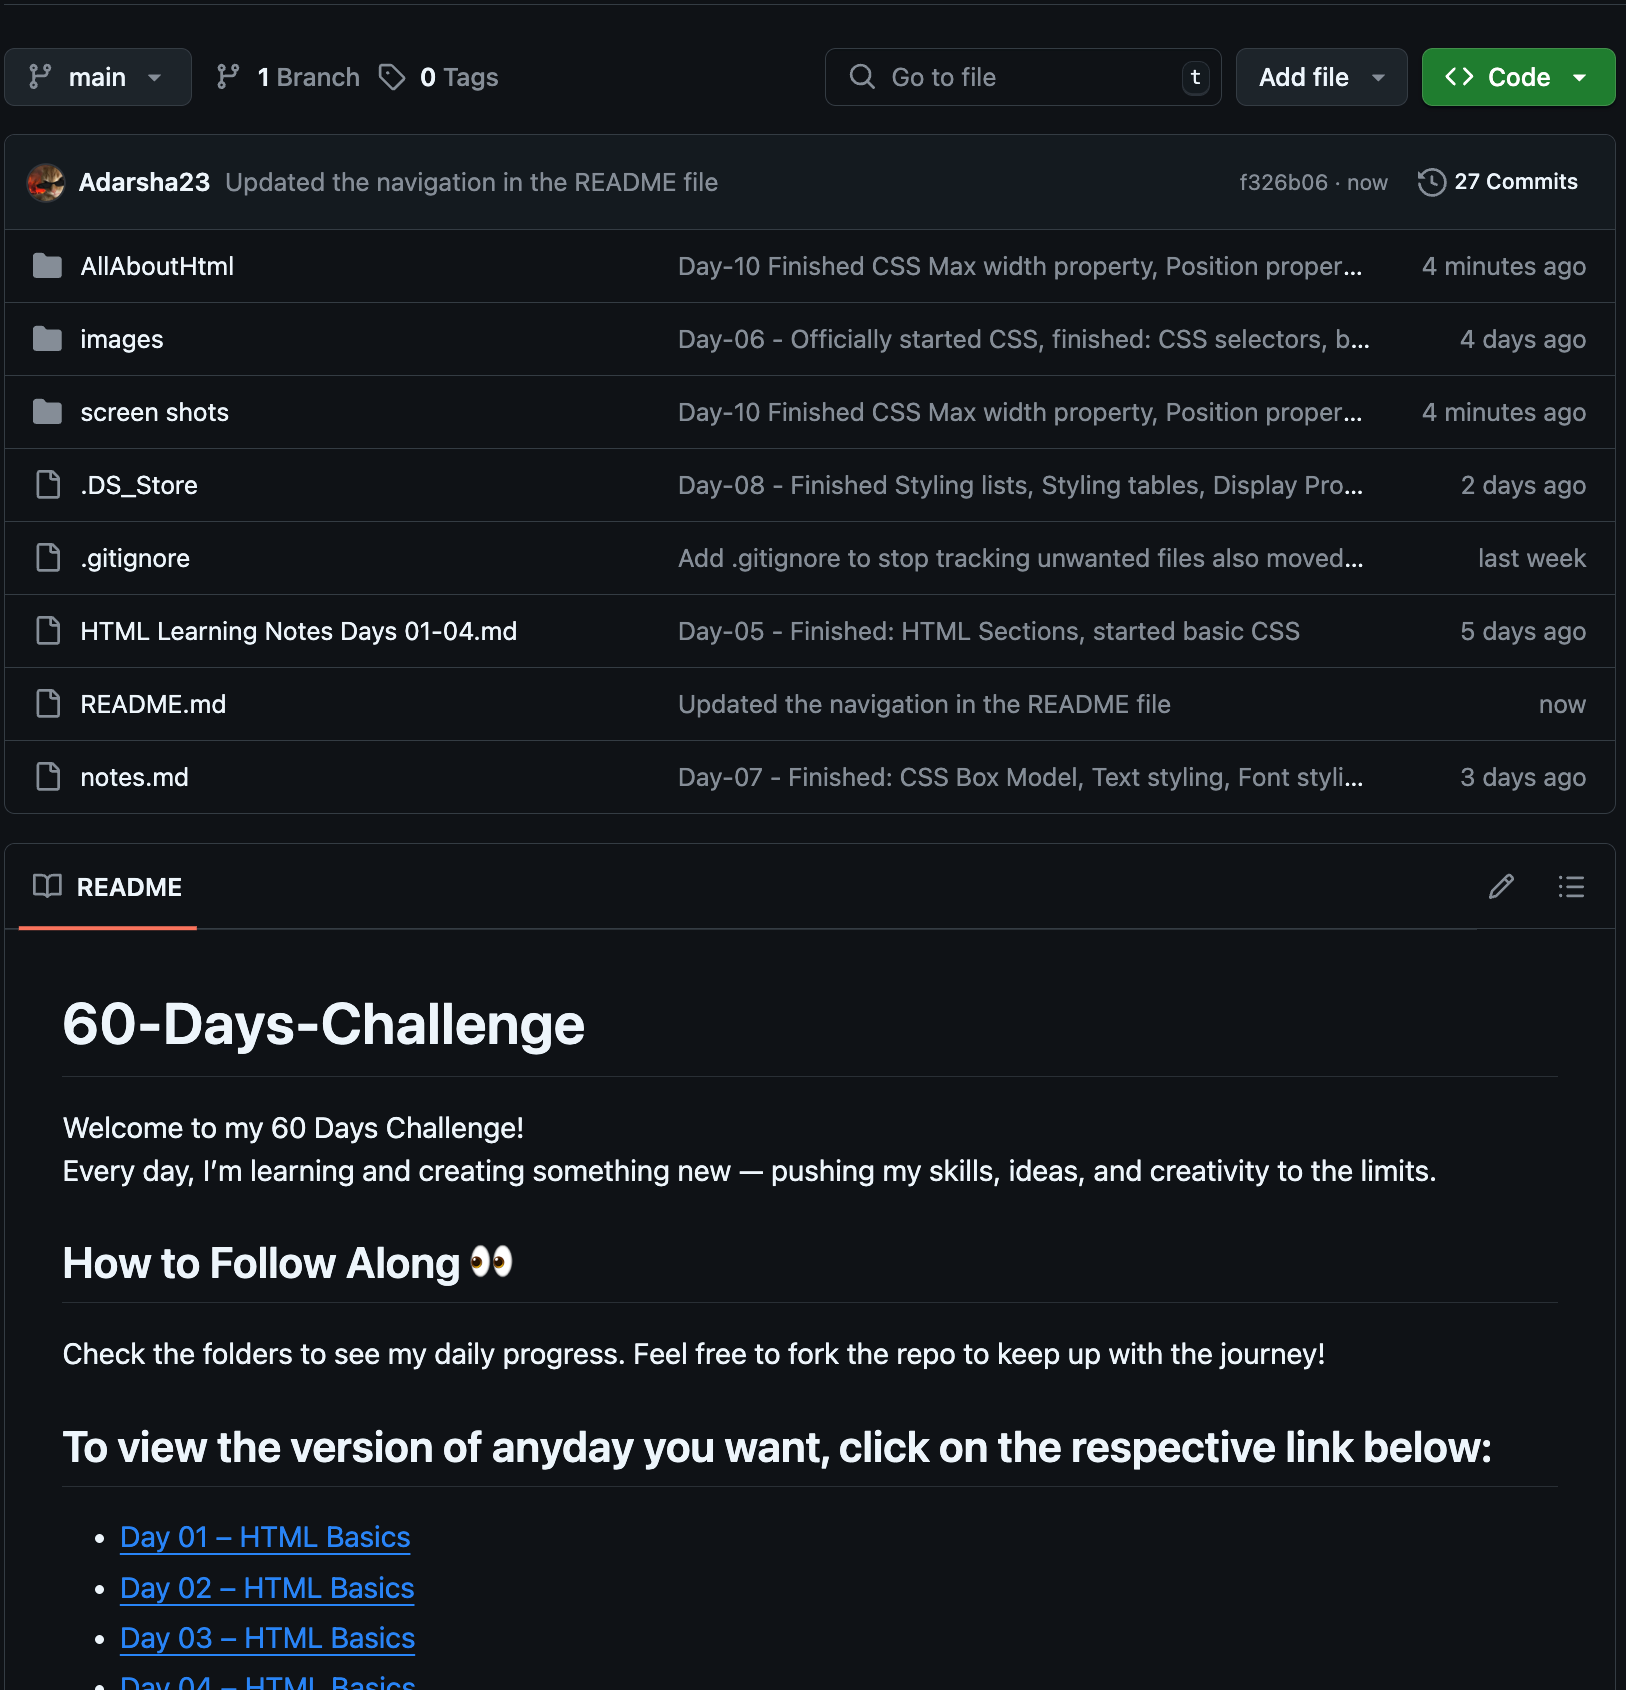 main 1 Branch 0 Tags Go to file t Add file Code
Adarsha23 Updated the navigation in the README file f326b06 · now 27 Commits
AllAboutHtml Day-10 Finished CSS Max width property, Position proper... 4 minutes ago
images Day-06 - Officially started CSS, finished: CSS selectors, b... 4 days ago
screen shots Day-10 Finished CSS Max width property, Position proper... 4 minutes ago
.DS_Store Day-08 - Finished Styling lists, Styling tables, Display Pro... 2 days ago
.gitignore Add .gitignore to stop tracking unwanted files also moved... last week
HTML Learning Notes Days 01-04.md Day-05 - Finished: HTML Sections, started basic CSS 5 days ago
README.md Updated the navigation in the README file now
notes.md Day-07 - Finished: CSS Box Model, Text styling, Font styli... 3 days ago
README
60-Days-Challenge
Welcome to my 60 Days Challenge!
Every day, I’m learning and creating something new — pushing my skills, ideas, and creativity to the limits.
How to Follow Along 👀
Check the folders to see my daily progress. Feel free to fork the repo to keep up with the journey!
To view the version of anyday you want, click on the respective link below:
• Day 01 – HTML Basics
• Day 02 – HTML Basics
• Day 03 – HTML Basics
• Day 04 – HTML Basics